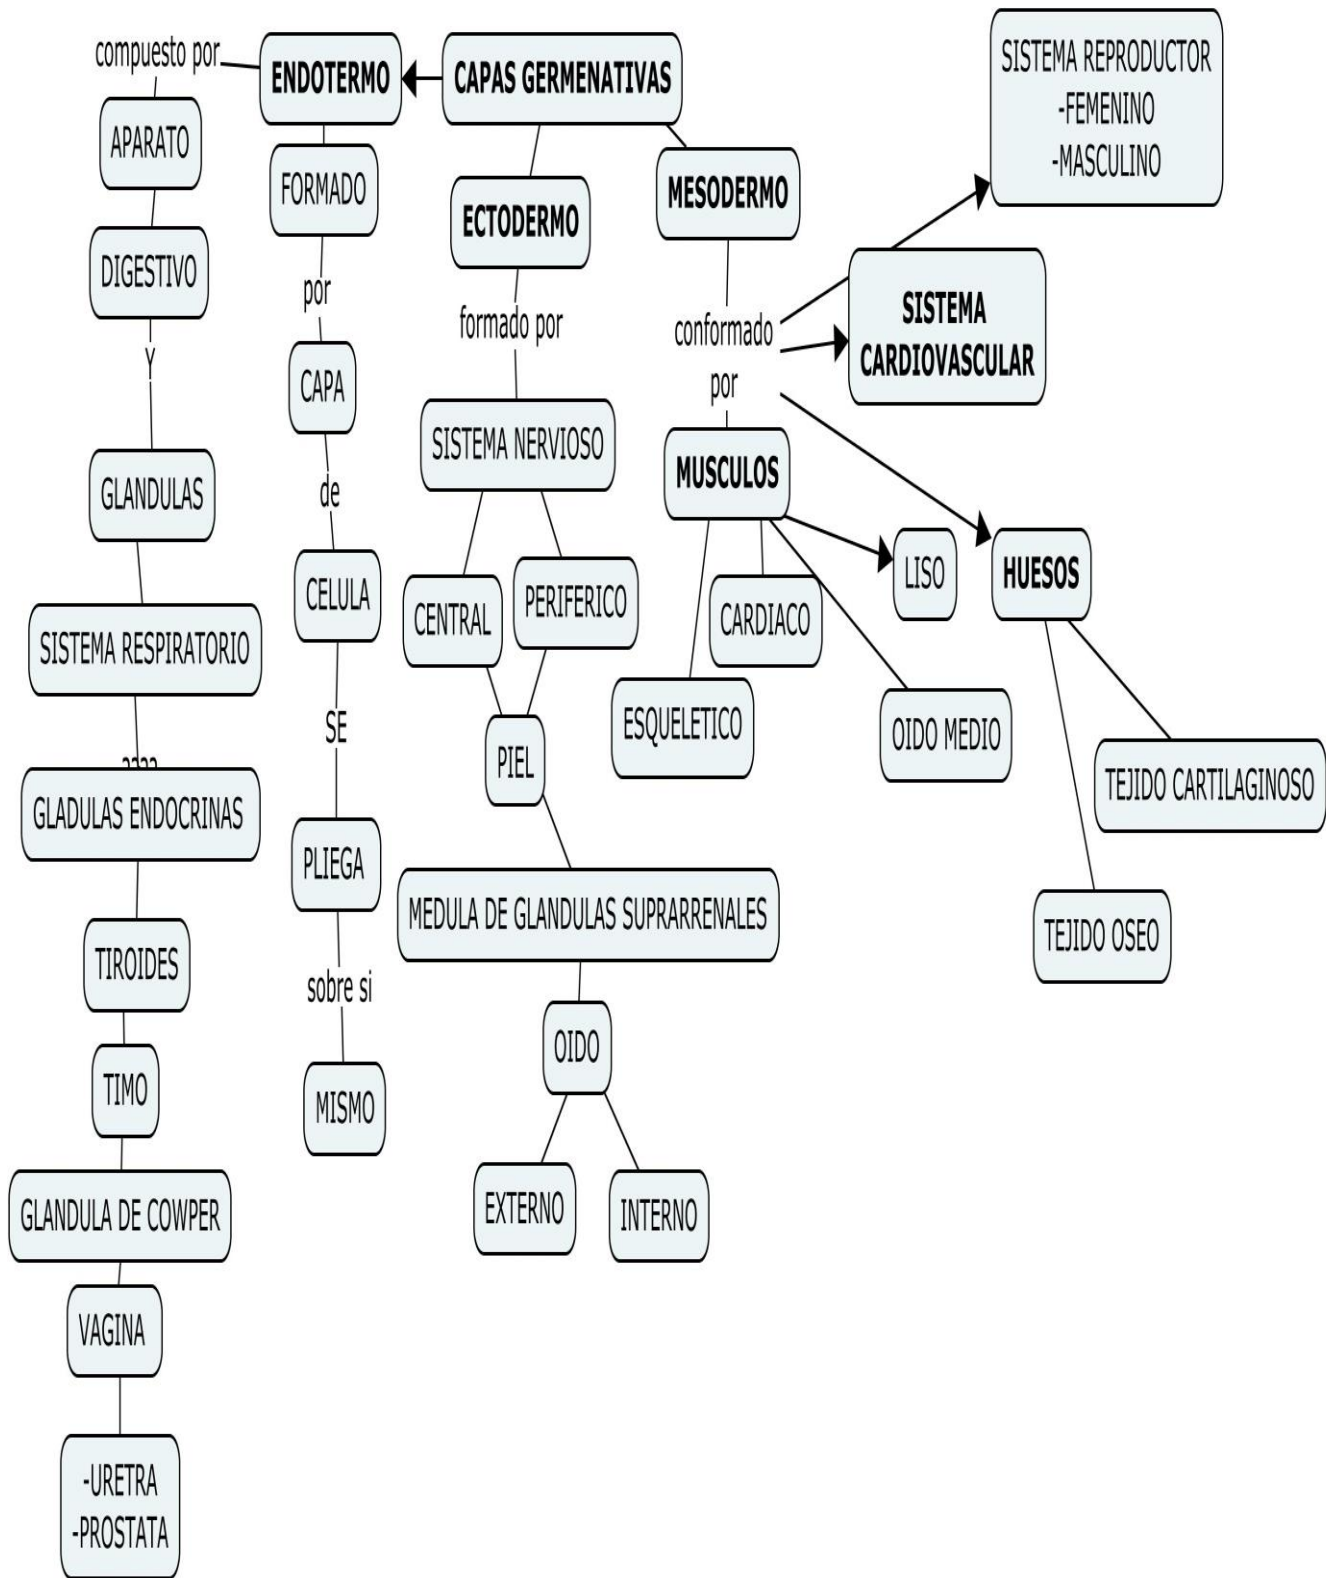 compuesto por
ENDOTERMO
CAPAS GERMENATIVAS
SISTEMA REPRODUCTOR
-FEMENINO
-MASCULINO
APARATO
FORMADO
MESODERMO
ECTODERMO
DIGESTIVO
por
formado por
conformado
por
SISTEMA
CARDIOVASCULAR
Y
CAPA
SISTEMA NERVIOSO
MUSCULOS
GLANDULAS
de
LISO
HUESOS
CELULA
CENTRAL
PERIFERICO
CARDIACO
SISTEMA RESPIRATORIO
ESQUELETICO
OIDO MEDIO
SE
PIEL
TEJIDO CARTILAGINOSO
????
GLADULAS ENDOCRINAS
PLIEGA
MEDULA DE GLANDULAS SUPRARRENALES
TEJIDO OSEO
TIROIDES
sobre si
OIDO
TIMO
MISMO
GLANDULA DE COWPER
EXTERNO
INTERNO
VAGINA
-URETRA
-PROSTATA